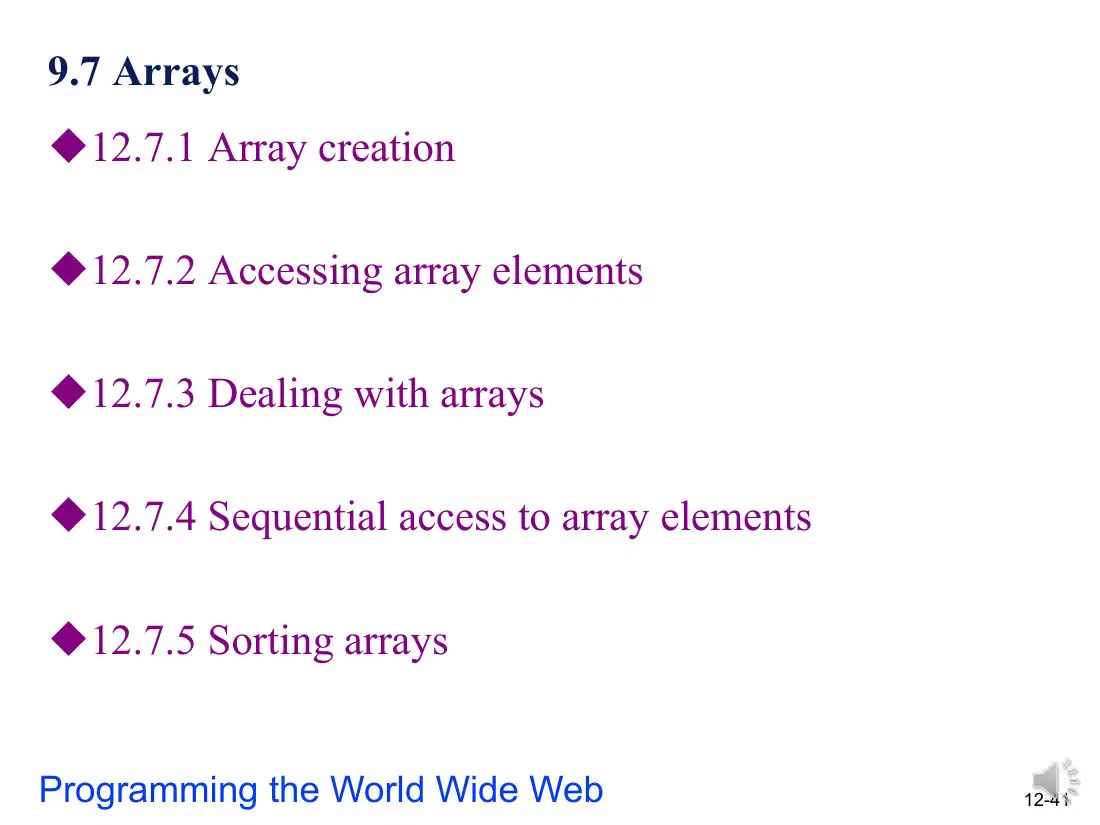 9.7 Arrays
◆12.7.1 Array creation
◆12.7.2 Accessing array elements
◆12.7.3 Dealing with arrays
◆12.7.4 Sequential access to array elements
◆12.7.5 Sorting arrays
Programming the World Wide Web
12-41